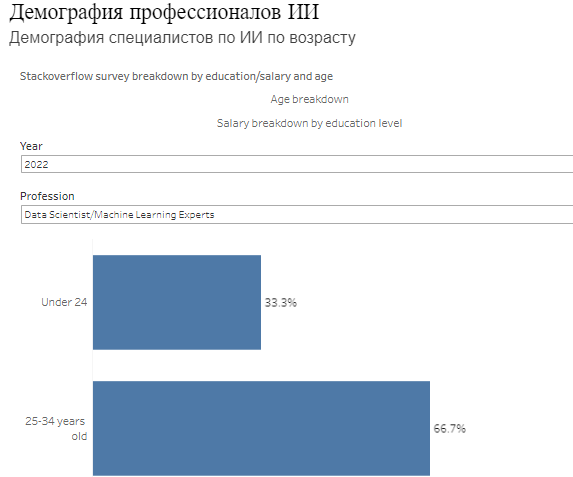 Демография профессионалов ИИ
Демография специалистов по ИИ по возрасту
Stackoverflow survey breakdown by education/salary and age
Age breakdown
Salary breakdown by education level
Year
2022
Profession
Data Scientist/Machine Learning Experts
Under 24
33.3%
25-34 years
old
66.7%